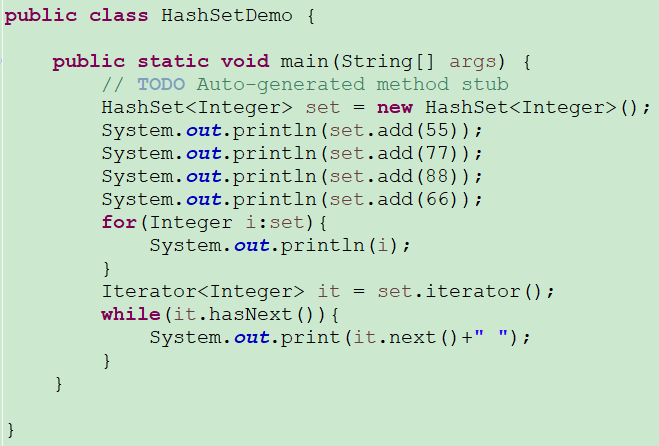 public class HashSetDemo {
public static void main(String[] args) {
// TODO Auto-generated method stub
HashSet<Integer> set = new HashSet<Integer>();
System.out.println(set.add(55));
System.out.println(set.add(77));
System.out.println(set.add(88));
System.out.println(set.add(66));
for(Integer i:set){
System.out.println(i);
}
Iterator<Integer> it = set.iterator();
while(it.hasNext()){
System.out.print(it.next()+" ");
}
}
}